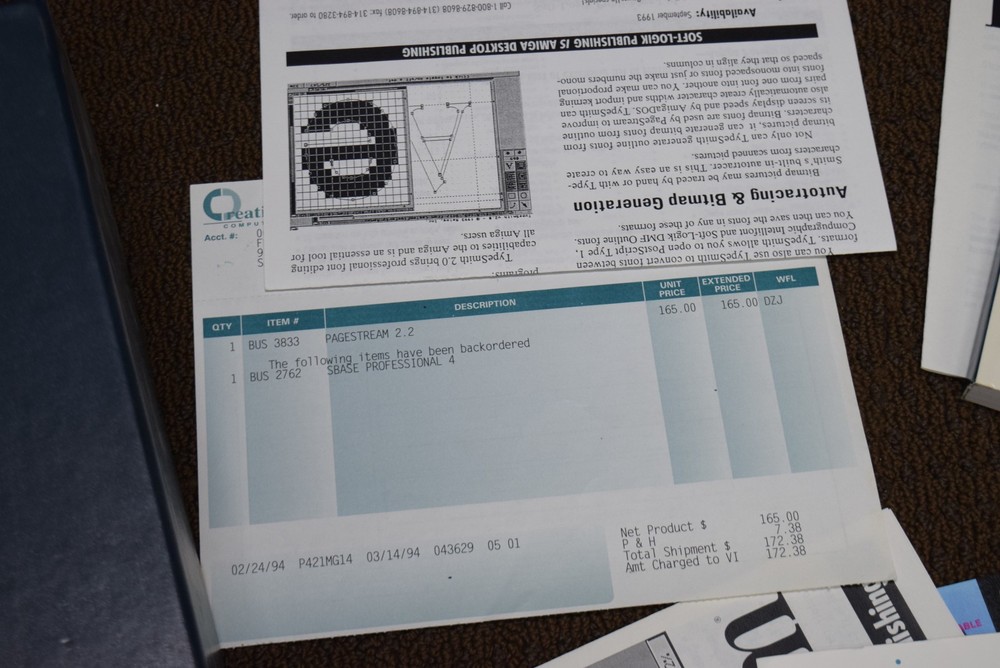 Call 1-800-829-8608 (314-894-8608) fax: 314-894-3280 to order.
Availability: September 1993
SOFT-LOGIK PUBLISHING IS AMIGA DESKTOP PUBLISHING
spaced so that they align in columns.
fonts into monospaced fonts or just make the numbers mono-
pairs from one font into another. You can make proportional
also automatically create character widths and import kerning
its screen display speed and by AmigaDOS. TypeSmith can
characters. Bitmap fonts are used by PageStream to improve
bitmap pictures, it can generate bitmap fonts from outline
Not only can TypeSmith generate outline fonts from
characters from scanned pictures.
Smith's built-in autotracer. This is an easy way to create
Bitmap pictures may be traced by hand or with Type-
Autotracing & Bitmap Generation
You can then save the fonts in any of these formats.
Compugraphic Intellifont and Soft-Logik DMF Outline fonts.
formats. TypeSmith allows you to open PostScript Type 1,
You can also use TypeSmith to convert fonts between
all Amiga users.
capabilities to the Amiga and is an essential tool for
TypeSmith 2.0 brings professional font editing
programs.
Creati
COMPUT
Acct. #: 0
F
9
S
QTY ITEM # DESCRIPTION UNIT PRICE EXTENDED PRICE WFL
1 BUS 3833 PAGESTREAM 2.2 165.00 165.00 DZJ
The following items have been backordered
1 BUS 2762 SBASE PROFESSIONAL 4
02/24/94 P421MG14 03/14/94 043629 05 01
Net Product $ 165.00
P & H 7.38
Total Shipment $ 172.38
Amt Charged to VI 172.38
ishing
ABLE